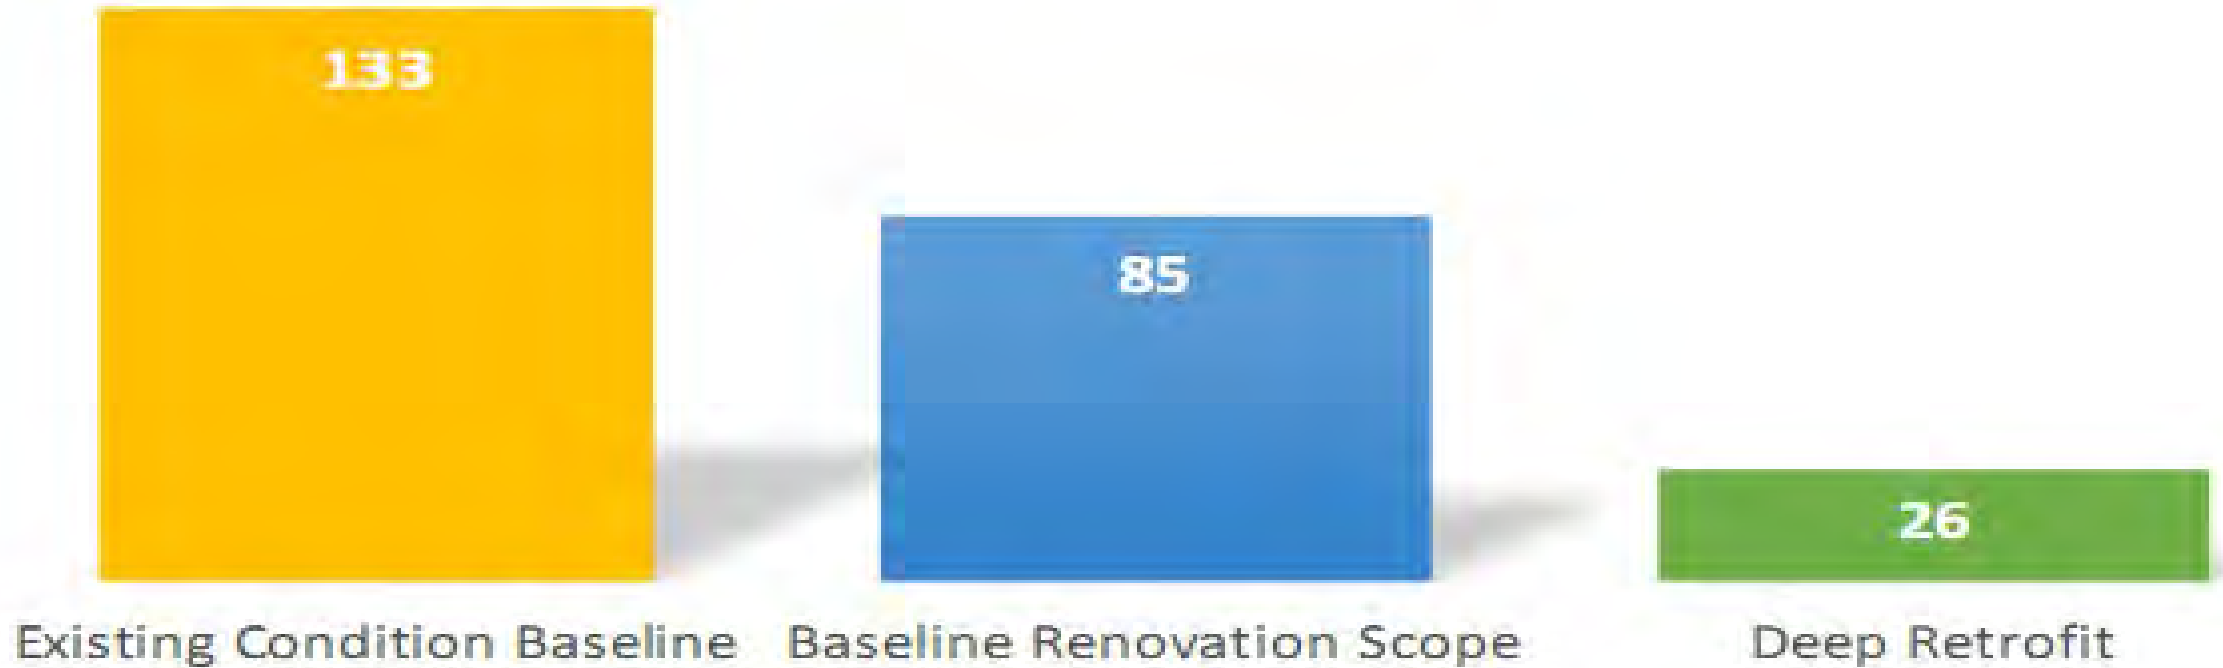 133
85
26
Existing Condition Baseline
Baseline Renovation Scope
Deep Retrofit